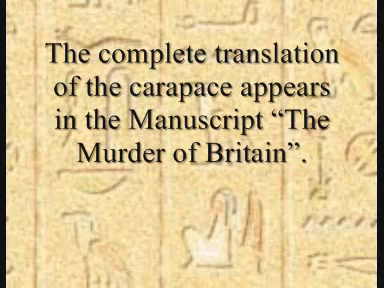 The complete translation
of the carapace appears
in the Manuscript “The
Murder of Britain”.